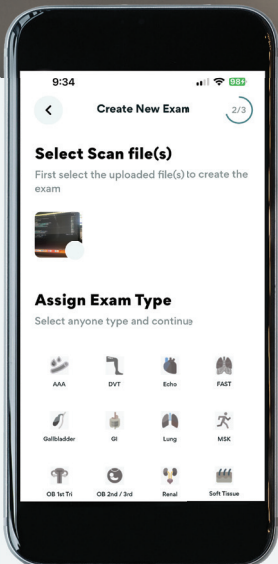 9:34
98
Create New Exam
2/3
Select Scan file(s)
First select the uploaded file(s) to create the
exam
Assign Exam Type
Select anyone type and continue
AAA
DVT
Echo
FAST
Gallbladder
GI
Lung
MSK
OB 1st Tri
OB 2nd / 3rd
Renal
Soft Tissue